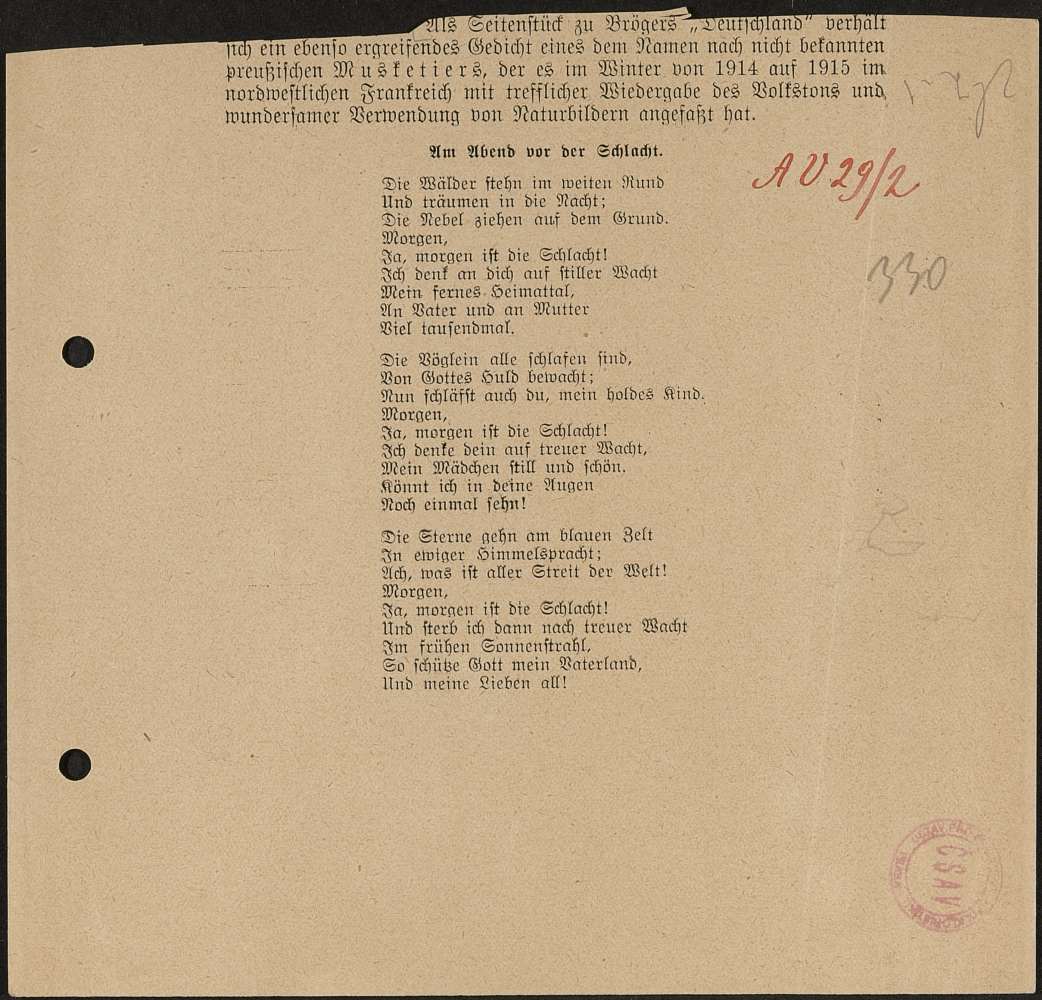 Als Seitenstück zu Brögers „Deutschland" verhält
sich ein ebenso ergreifendes Gedicht eines dem Namen nach nicht bekannten
preußischen Musketiers, der es im Winter von 1914 auf 1915 im
nordwestlichen Frankreich mit trefflicher Wiedergabe des Volkstons und
wundersamer Verwendung von Naturbildern angefaßt hat.
Am Abend vor der Schlacht.
A V 29/2
Die Wälder stehn im weiten Rund
Und träumen in die Nacht;
Die Nebel ziehen auf dem Grund.
Morgen,
Ja, morgen ist die Schlacht!
Ich denk an dich auf stiller Wacht
330
Mein fernes Heimattal,
An Vater und an Mutter
Viel tausendmal.
Die Vöglein alle schlafen sind,
Von Gottes Huld bewacht;
Nun schläfst auch du, mein holdes Kind.
Morgen,
Ja, morgen ist die Schlacht!
Ich denke dein auf treuer Wacht,
Mein Mädchen still und schön.
Könnt ich in deine Augen
Noch einmal sehn!
Die Sterne gehn am blauen Zelt
In ewiger Himmelspracht;
Ach, was ist aller Streit der Welt!
Morgen,
Ja, morgen ist die Schlacht!
Und sterb ich dann nach treuer Wacht
Im frühen Sonnenstrahl,
So schütze Gott mein Vaterland,
Und meine Lieben all!
ČSAV